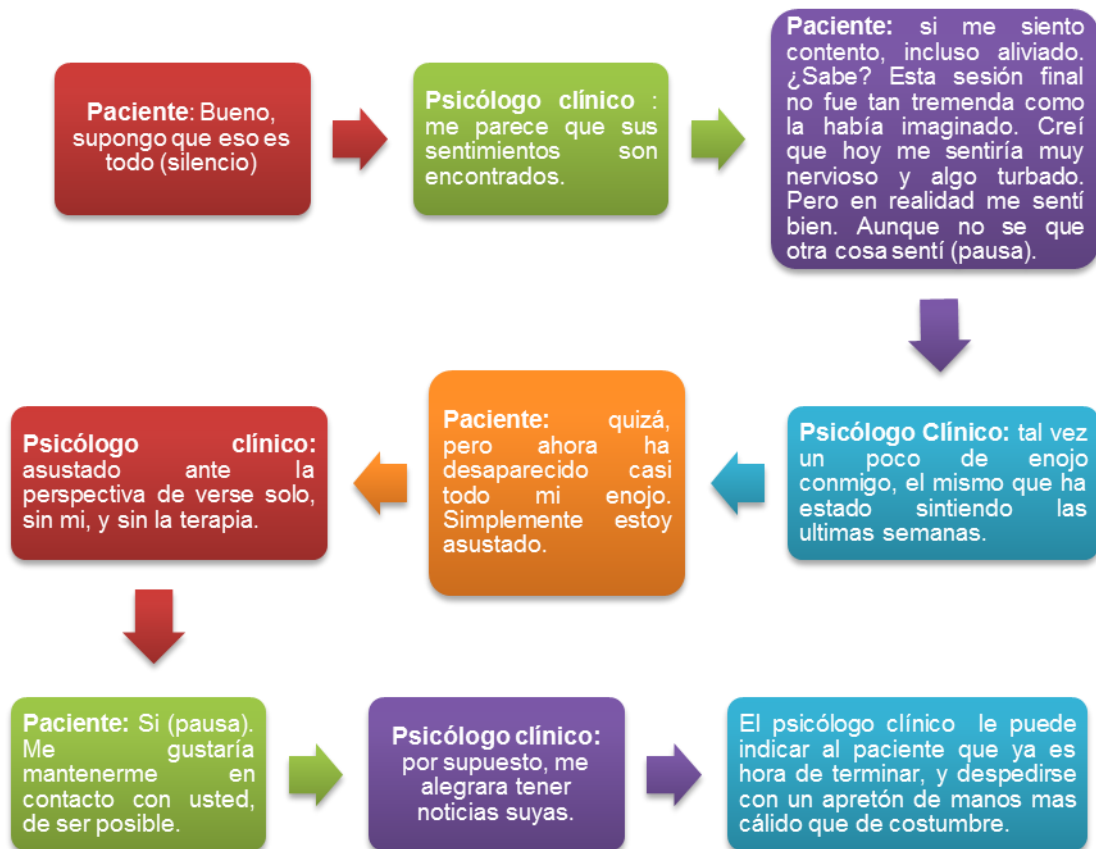 Paciente: Bueno,
supongo que eso es
todo (silencio)
Psicólogo clínico :
me parece que sus
sentimientos son
encontrados.
Paciente: si me siento
contento, incluso aliviado.
¿Sabe? Esta sesión final
no fue tan tremenda como
la había imaginado. Creí
que hoy me sentiría muy
nervioso y algo turbado.
Pero en realidad me sentí
bien. Aunque no se que
otra cosa sentí (pausa).
Psicólogo Clínico: tal vez
un poco de enojo
conmigo, el mismo que ha
estado sintiendo las
ultimas semanas.
Paciente: quizá,
pero ahora ha
desaparecido casi
todo mi enojo.
Simplemente estoy
asustado.
Psicólogo clínico:
asustado ante la
perspectiva de verse solo,
sin mi, y sin la terapia.
Paciente: Si (pausa).
Me gustaría
mantenerme en
contacto con usted,
de ser posible.
Psicólogo clínico:
por supuesto, me
alegrara tener
noticias suyas.
El psicólogo clínico le puede
indicar al paciente que ya es
hora de terminar, y despedirse
con un apretón de manos mas
cálido que de costumbre.